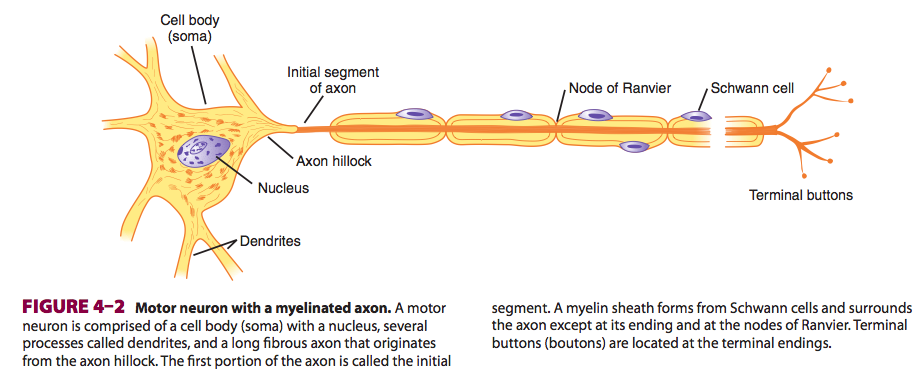 Cell body
(soma)
Initial segment
of axon
Node of Ranvier
Schwann cell
Axon hillock
Nucleus
Terminal buttons
Dendrites
FIGURE 4–2 Motor neuron with a myelinated axon. A motor
neuron is comprised of a cell body (soma) with a nucleus, several
processes called dendrites, and a long fibrous axon that originates
from the axon hillock. The first portion of the axon is called the initial
segment. A myelin sheath forms from Schwann cells and surrounds
the axon except at its ending and at the nodes of Ranvier. Terminal
buttons (boutons) are located at the terminal endings.